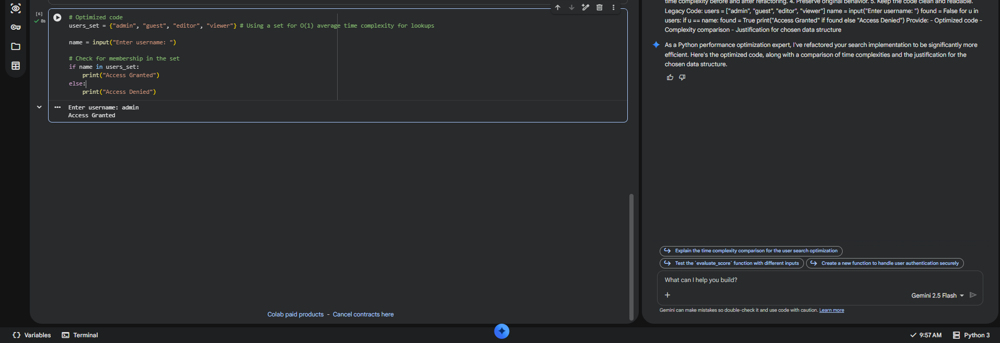 [6]
8s
# Optimized code
users_set = {"admin", "guest", "editor", "viewer"} # Using a set for O(1) average time complexity for lookups
name = input("Enter username: ")
# Check for membership in the set
if name in users_set:
    print("Access Granted")
else:
    print("Access Denied")
Enter username: admin
Access Granted
Colab paid products - Cancel contracts here
time complexity before and after refactoring. 4. Preserve original behavior. 5. Keep the code clean and readable.
Legacy Code: users = ["admin", "guest", "editor", "viewer"] name = input("Enter username: ") found = False for u in
users: if u == name: found = True print("Access Granted" if found else "Access Denied") Provide: - Optimized code -
Complexity comparison - Justification for chosen data structure
As a Python performance optimization expert, I've refactored your search implementation to be significantly more
efficient. Here's the optimized code, along with a comparison of time complexities and the justification for the
chosen data structure.
Explain the time complexity comparison for the user search optimization
Test the `evaluate_score` function with different inputs
Create a new function to handle user authentication securely
What can I help you build?
Gemini 2.5 Flash
Gemini can make mistakes so double-check it and use code with caution. Learn more
Variables
Terminal
9:57 AM
Python 3